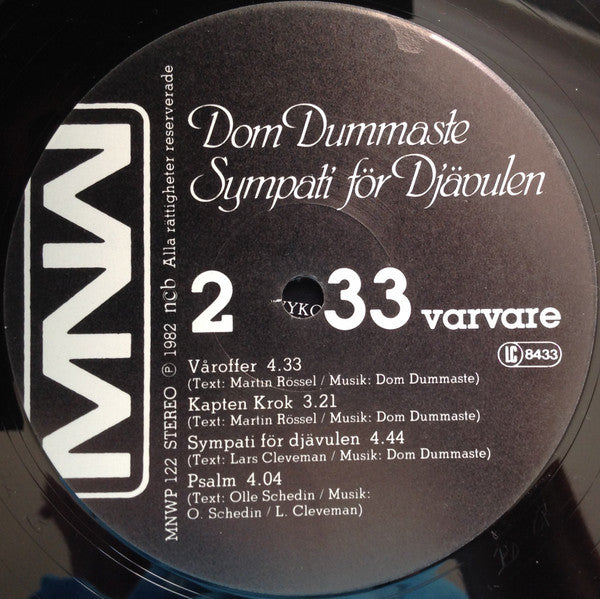 Dom Dummaste
Sympati för Djävulen
MNW
MNWP 122 STEREO Ⓟ 1982 ncb Alla rättigheter reserverade
2 33 varvare
LC 8433
Våroffer 4.33
(Text: Martin Rössel / Musik: Dom Dummaste)
Kapten Krok 3.21
(Text: Martin Rössel / Musik: Dom Dummaste)
Sympati för djävulen 4.44
(Text: Lars Cleveman / Musik: Dom Dummaste)
Psalm 4.04
(Text: Olle Schedin / Musik:
O. Schedin / L. Cleveman)